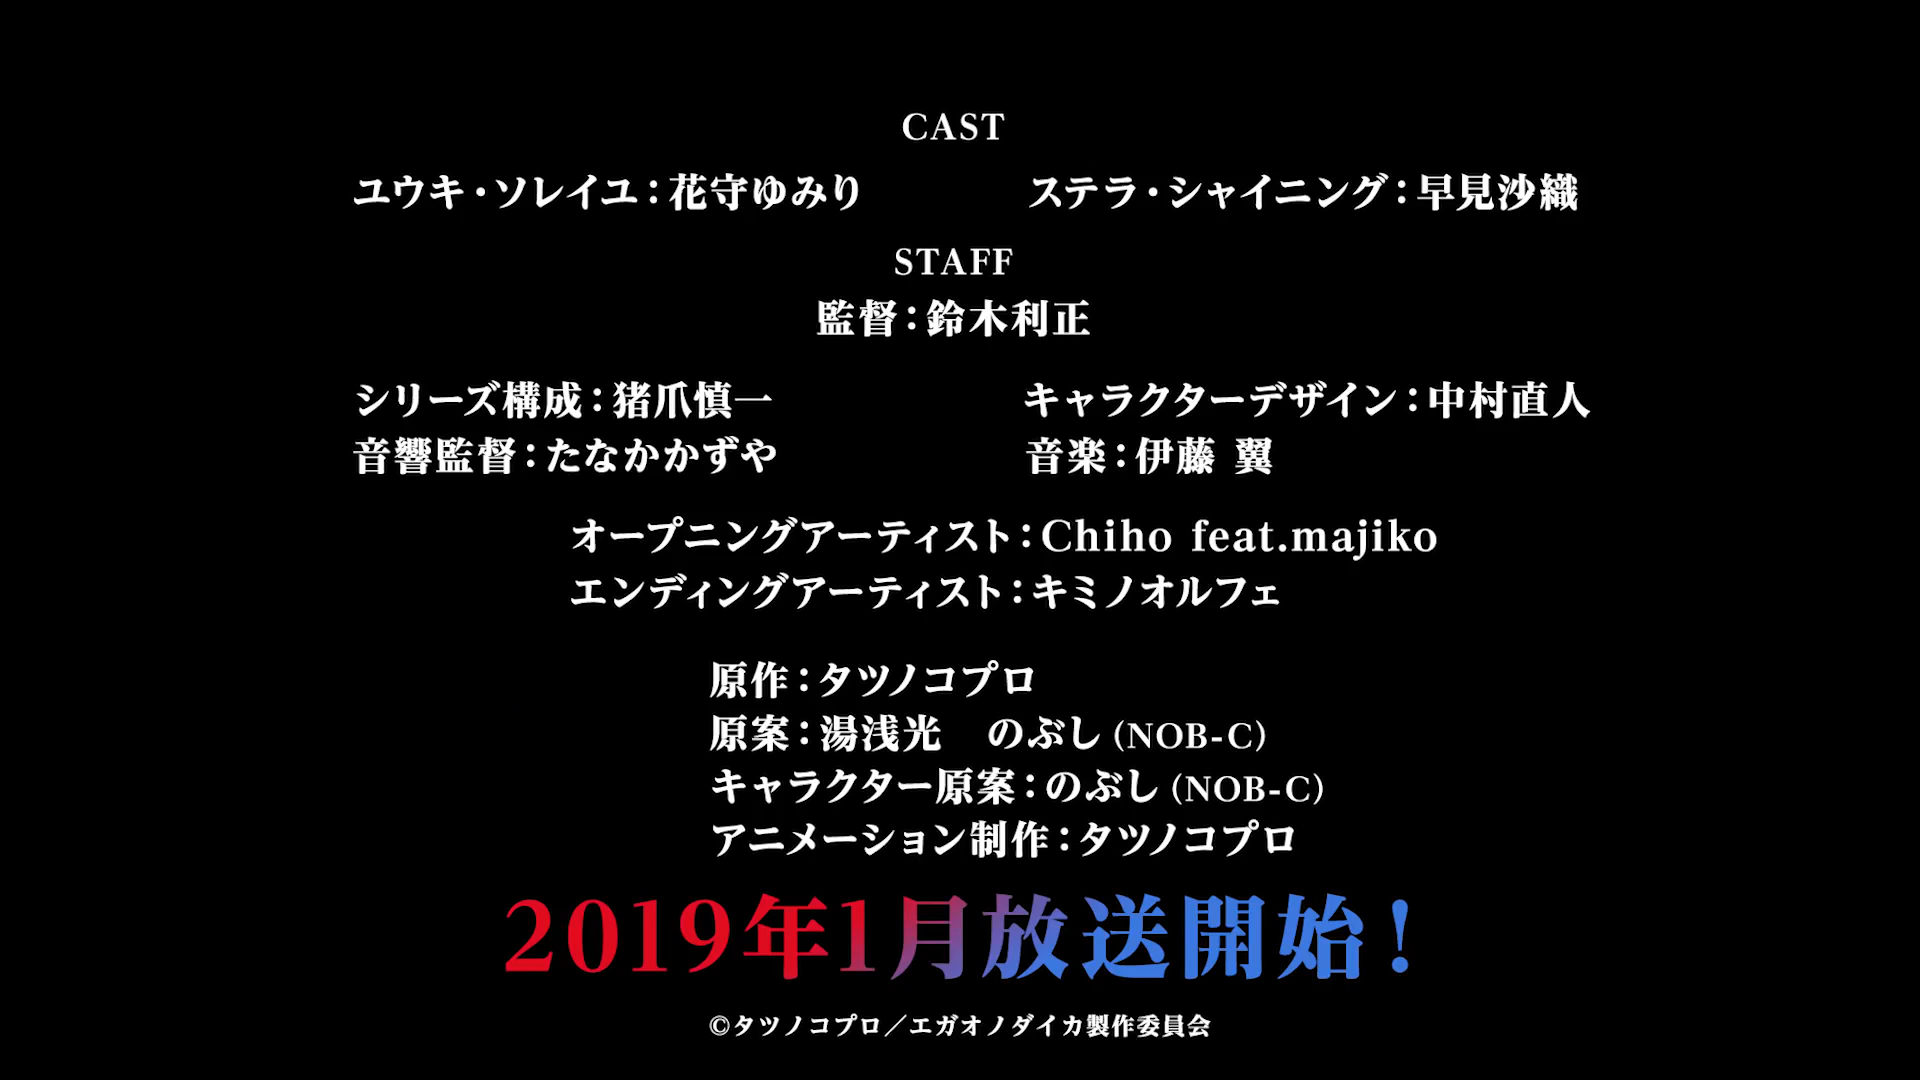 CAST
ユウキ・ソレイユ：花守ゆみり　ステラ・シャイニング：早見沙織
STAFF
監督：鈴木利正
シリーズ構成：猪爪慎一　キャラクターデザイン：中村直人
音響監督：たなかかずや　音楽：伊藤 翼
オープニングアーティスト：Chiho feat.majiko
エンディングアーティスト：キミノオルフェ
原作：タツノコプロ
原案：湯浅光　のぶし(NOB-C)
キャラクター原案：のぶし(NOB-C)
アニメーション制作：タツノコプロ
2019年1月放送開始！
©タツノコプロ／エガオノダイカ製作委員会